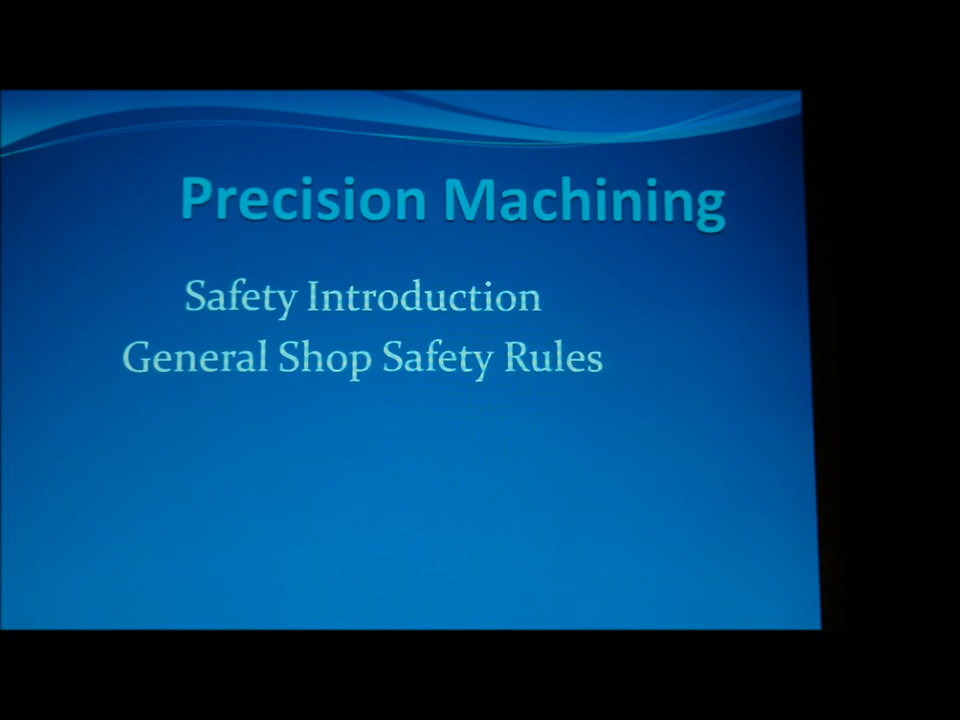 Precision Machining
Safety Introduction
General Shop Safety Rules